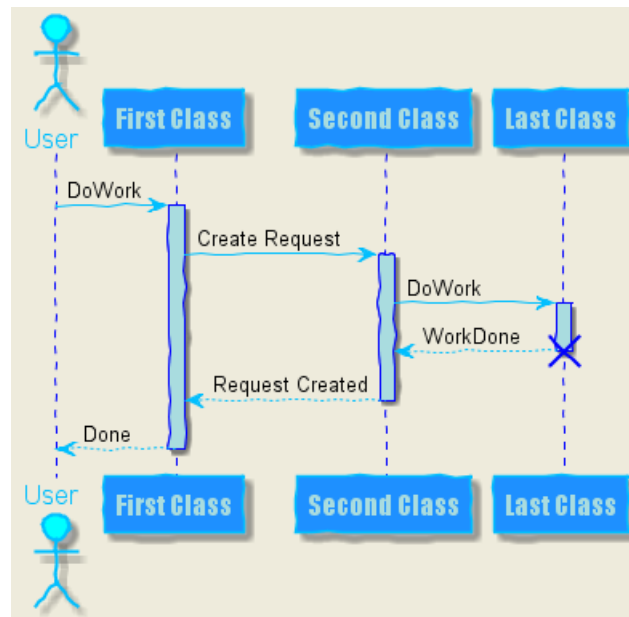 User
First Class
Second Class
Last Class
DoWork
Create Request
DoWork
WorkDone
Request Created
Done
User
First Class
Second Class
Last Class